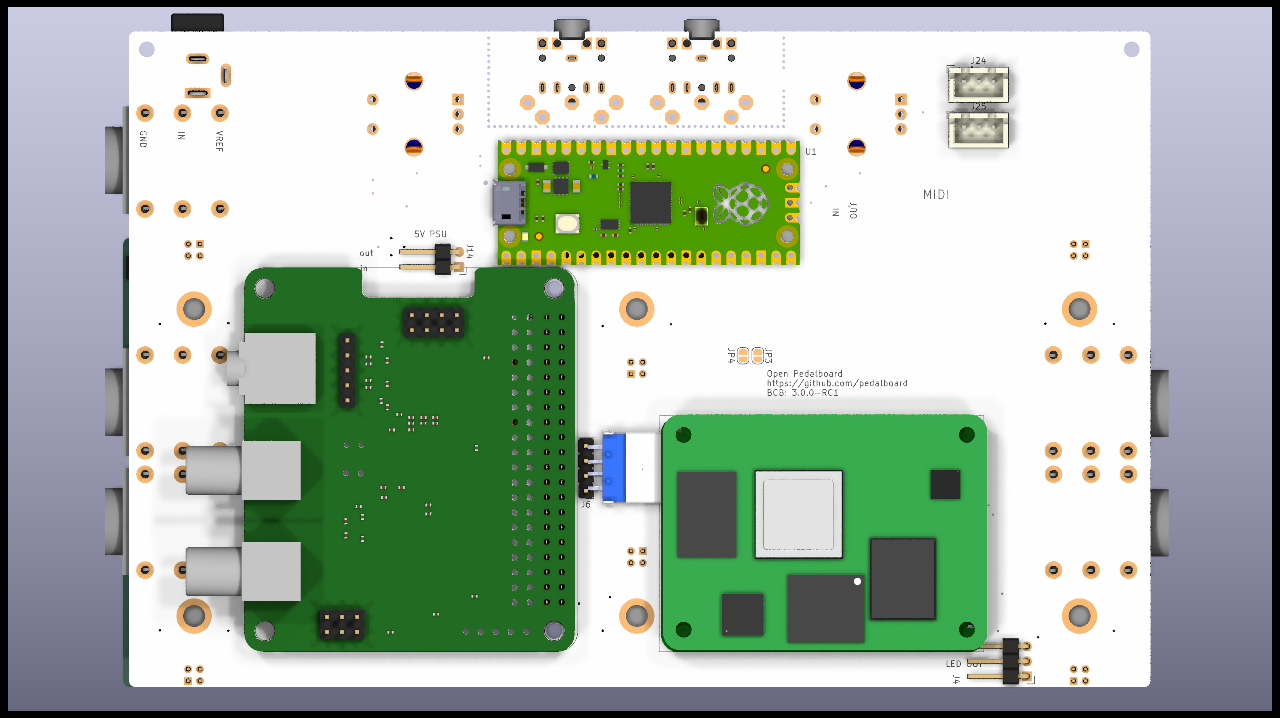 J24
J25
GND
IN
VREF
U1
MIDI
IN
OUT
5V PSU
out
in
J14
JP4
JP3
Open Pedalboard
https://github.com/pedalboard
BCB: 3.0.0-RC1
J6
LED OUT
J4